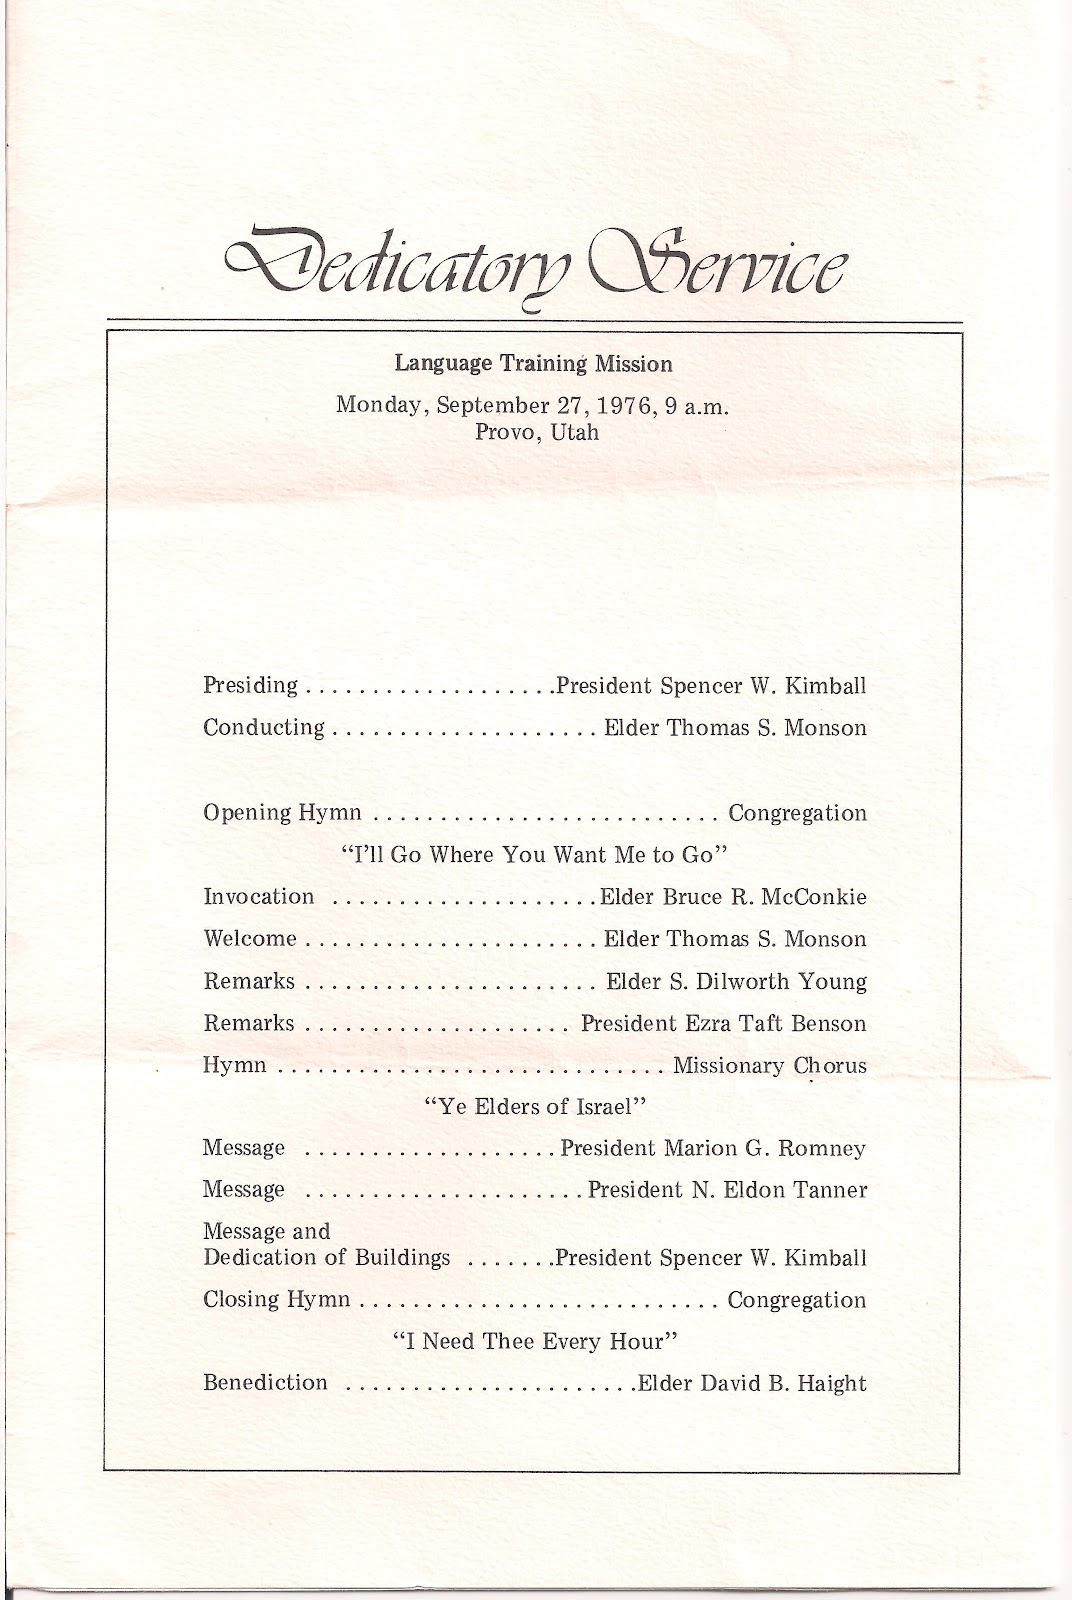 Dedicatory Service
Language Training Mission
Monday, September 27, 1976, 9 a.m.
Provo, Utah
Presiding . . . . . . . . . . . . . . . . . . .President Spencer W. Kimball
Conducting . . . . . . . . . . . . . . . . . . . . Elder Thomas S. Monson
Opening Hymn . . . . . . . . . . . . . . . . . . . . . . . . . . Congregation
“I’ll Go Where You Want Me to Go”
Invocation . . . . . . . . . . . . . . . . . . . .Elder Bruce R. McConkie
Welcome . . . . . . . . . . . . . . . . . . . . . . Elder Thomas S. Monson
Remarks . . . . . . . . . . . . . . . . . . . . . . Elder S. Dilworth Young
Remarks . . . . . . . . . . . . . . . . . . . . President Ezra Taft Benson
Hymn . . . . . . . . . . . . . . . . . . . . . . . . . . . . . Missionary Chorus
“Ye Elders of Israel”
Message . . . . . . . . . . . . . . . . . . . President Marion G. Romney
Message . . . . . . . . . . . . . . . . . . . . . President N. Eldon Tanner
Message and
Dedication of Buildings . . . . . . .President Spencer W. Kimball
Closing Hymn . . . . . . . . . . . . . . . . . . . . . . . . . . . Congregation
“I Need Thee Every Hour”
Benediction . . . . . . . . . . . . . . . . . . . . . .Elder David B. Haight